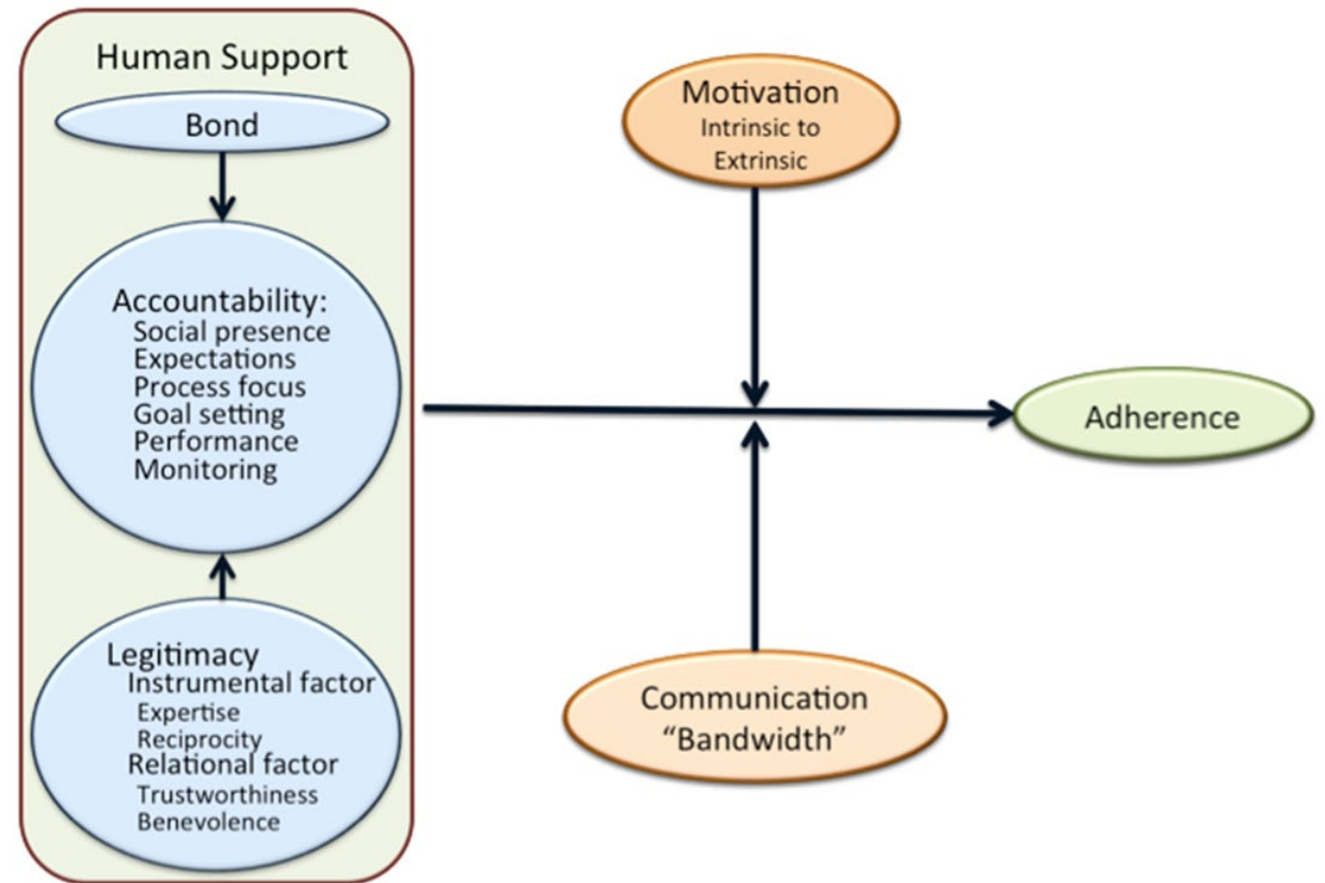 Human Support
Bond
Accountability:
Social presence
Expectations
Process focus
Goal setting
Performance
Monitoring
Legitimacy
Instrumental factor
Expertise
Reciprocity
Relational factor
Trustworthiness
Benevolence
Motivation
Intrinsic to
Extrinsic
Communication
“Bandwidth”
Adherence